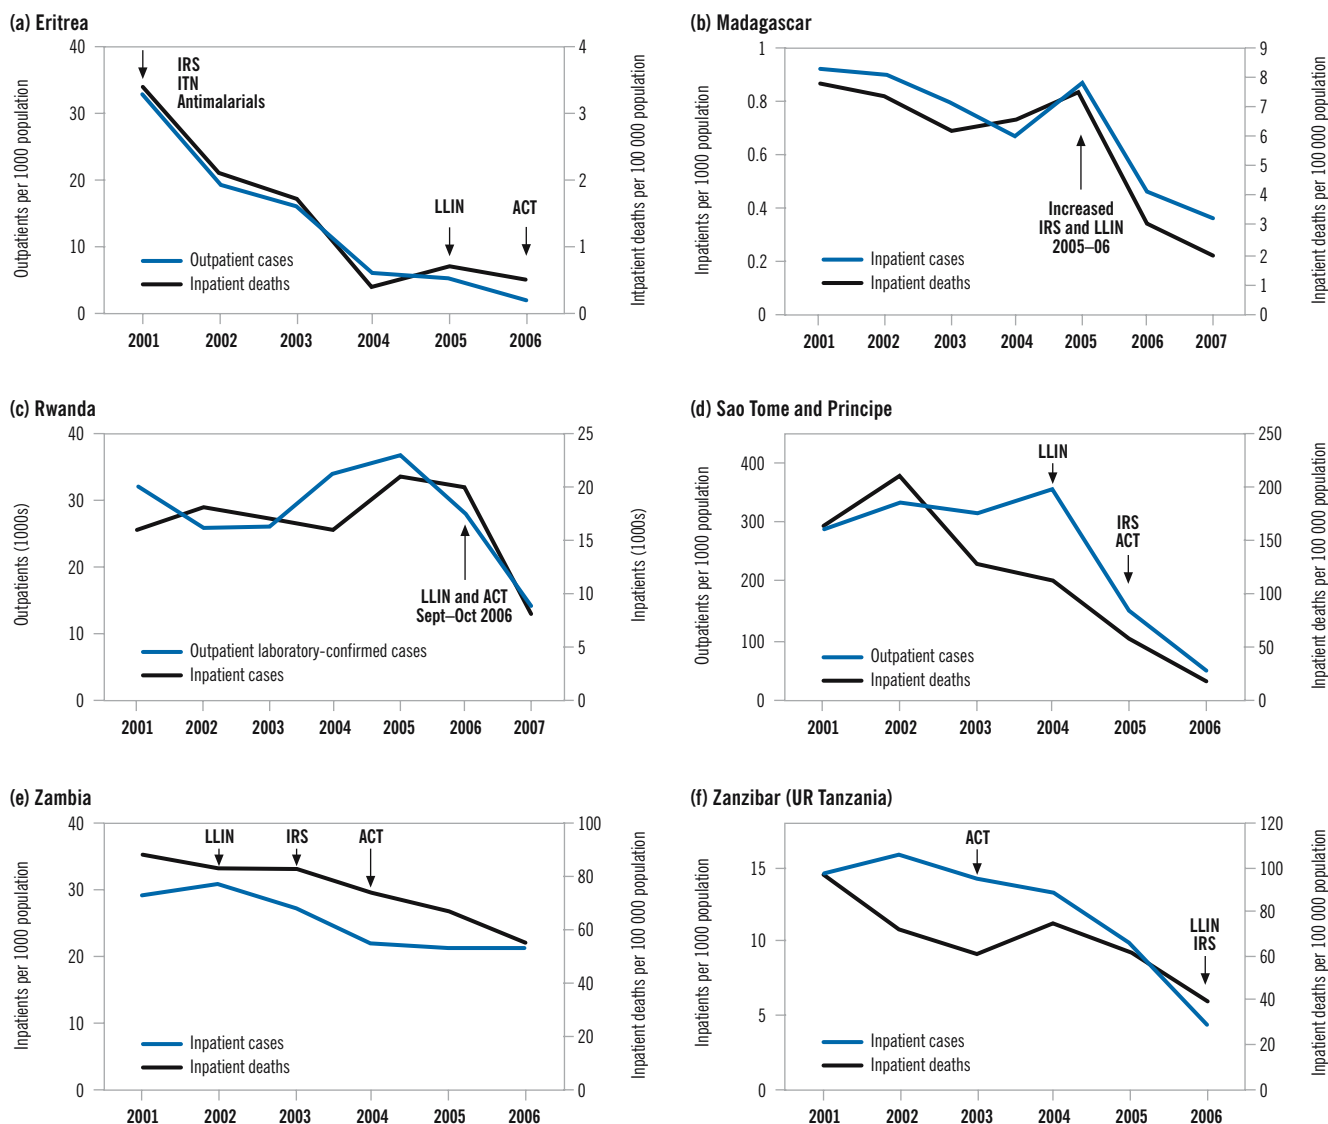 (a) Eritrea
Outpatients per 1000 population
40
30
20
10
0
IRS
ITN
Antimalarials
LLIN
ACT
Outpatient cases
Inpatient deaths
4
3
2
1
0
Intpatient deaths per 100 000 population
2001 2002 2003 2004 2005 2006
(b) Madagascar
Inpatients per 1000 population
1
0.8
0.6
0.4
0.2
0
Increased
IRS and LLIN
2005–06
Inpatient cases
Inpatient deaths
9
8
7
6
5
4
3
2
1
0
Inpatient deaths per 100 000 population
2001 2002 2003 2004 2005 2006 2007
(c) Rwanda
Outpatients (1000s)
40
30
20
10
0
LLIN and ACT
Sept–Oct 2006
Outpatient laboratory-confirmed cases
Inpatient cases
25
20
15
10
5
0
Inpatients (1000s)
2001 2002 2003 2004 2005 2006 2007
(d) Sao Tome and Principe
Outpatients per 1000 population
400
300
200
100
0
LLIN
IRS
ACT
Outpatient cases
Inpatient deaths
250
200
150
100
50
0
Inpatient deaths per 100 000 population
2001 2002 2003 2004 2005 2006
(e) Zambia
Inpatients per 1000 population
40
30
20
10
0
LLIN
IRS
ACT
Inpatient cases
Inpatient deaths
100
80
60
40
20
0
Inpatient deaths per 100 000 population
2001 2002 2003 2004 2005 2006
(f) Zanzibar (UR Tanzania)
Inpatients per 1000 population
15
10
5
0
ACT
LLIN
IRS
Inpatient cases
Inpatient deaths
120
100
80
60
40
20
0
Inpatient deaths per 100 000 population
2001 2002 2003 2004 2005 2006